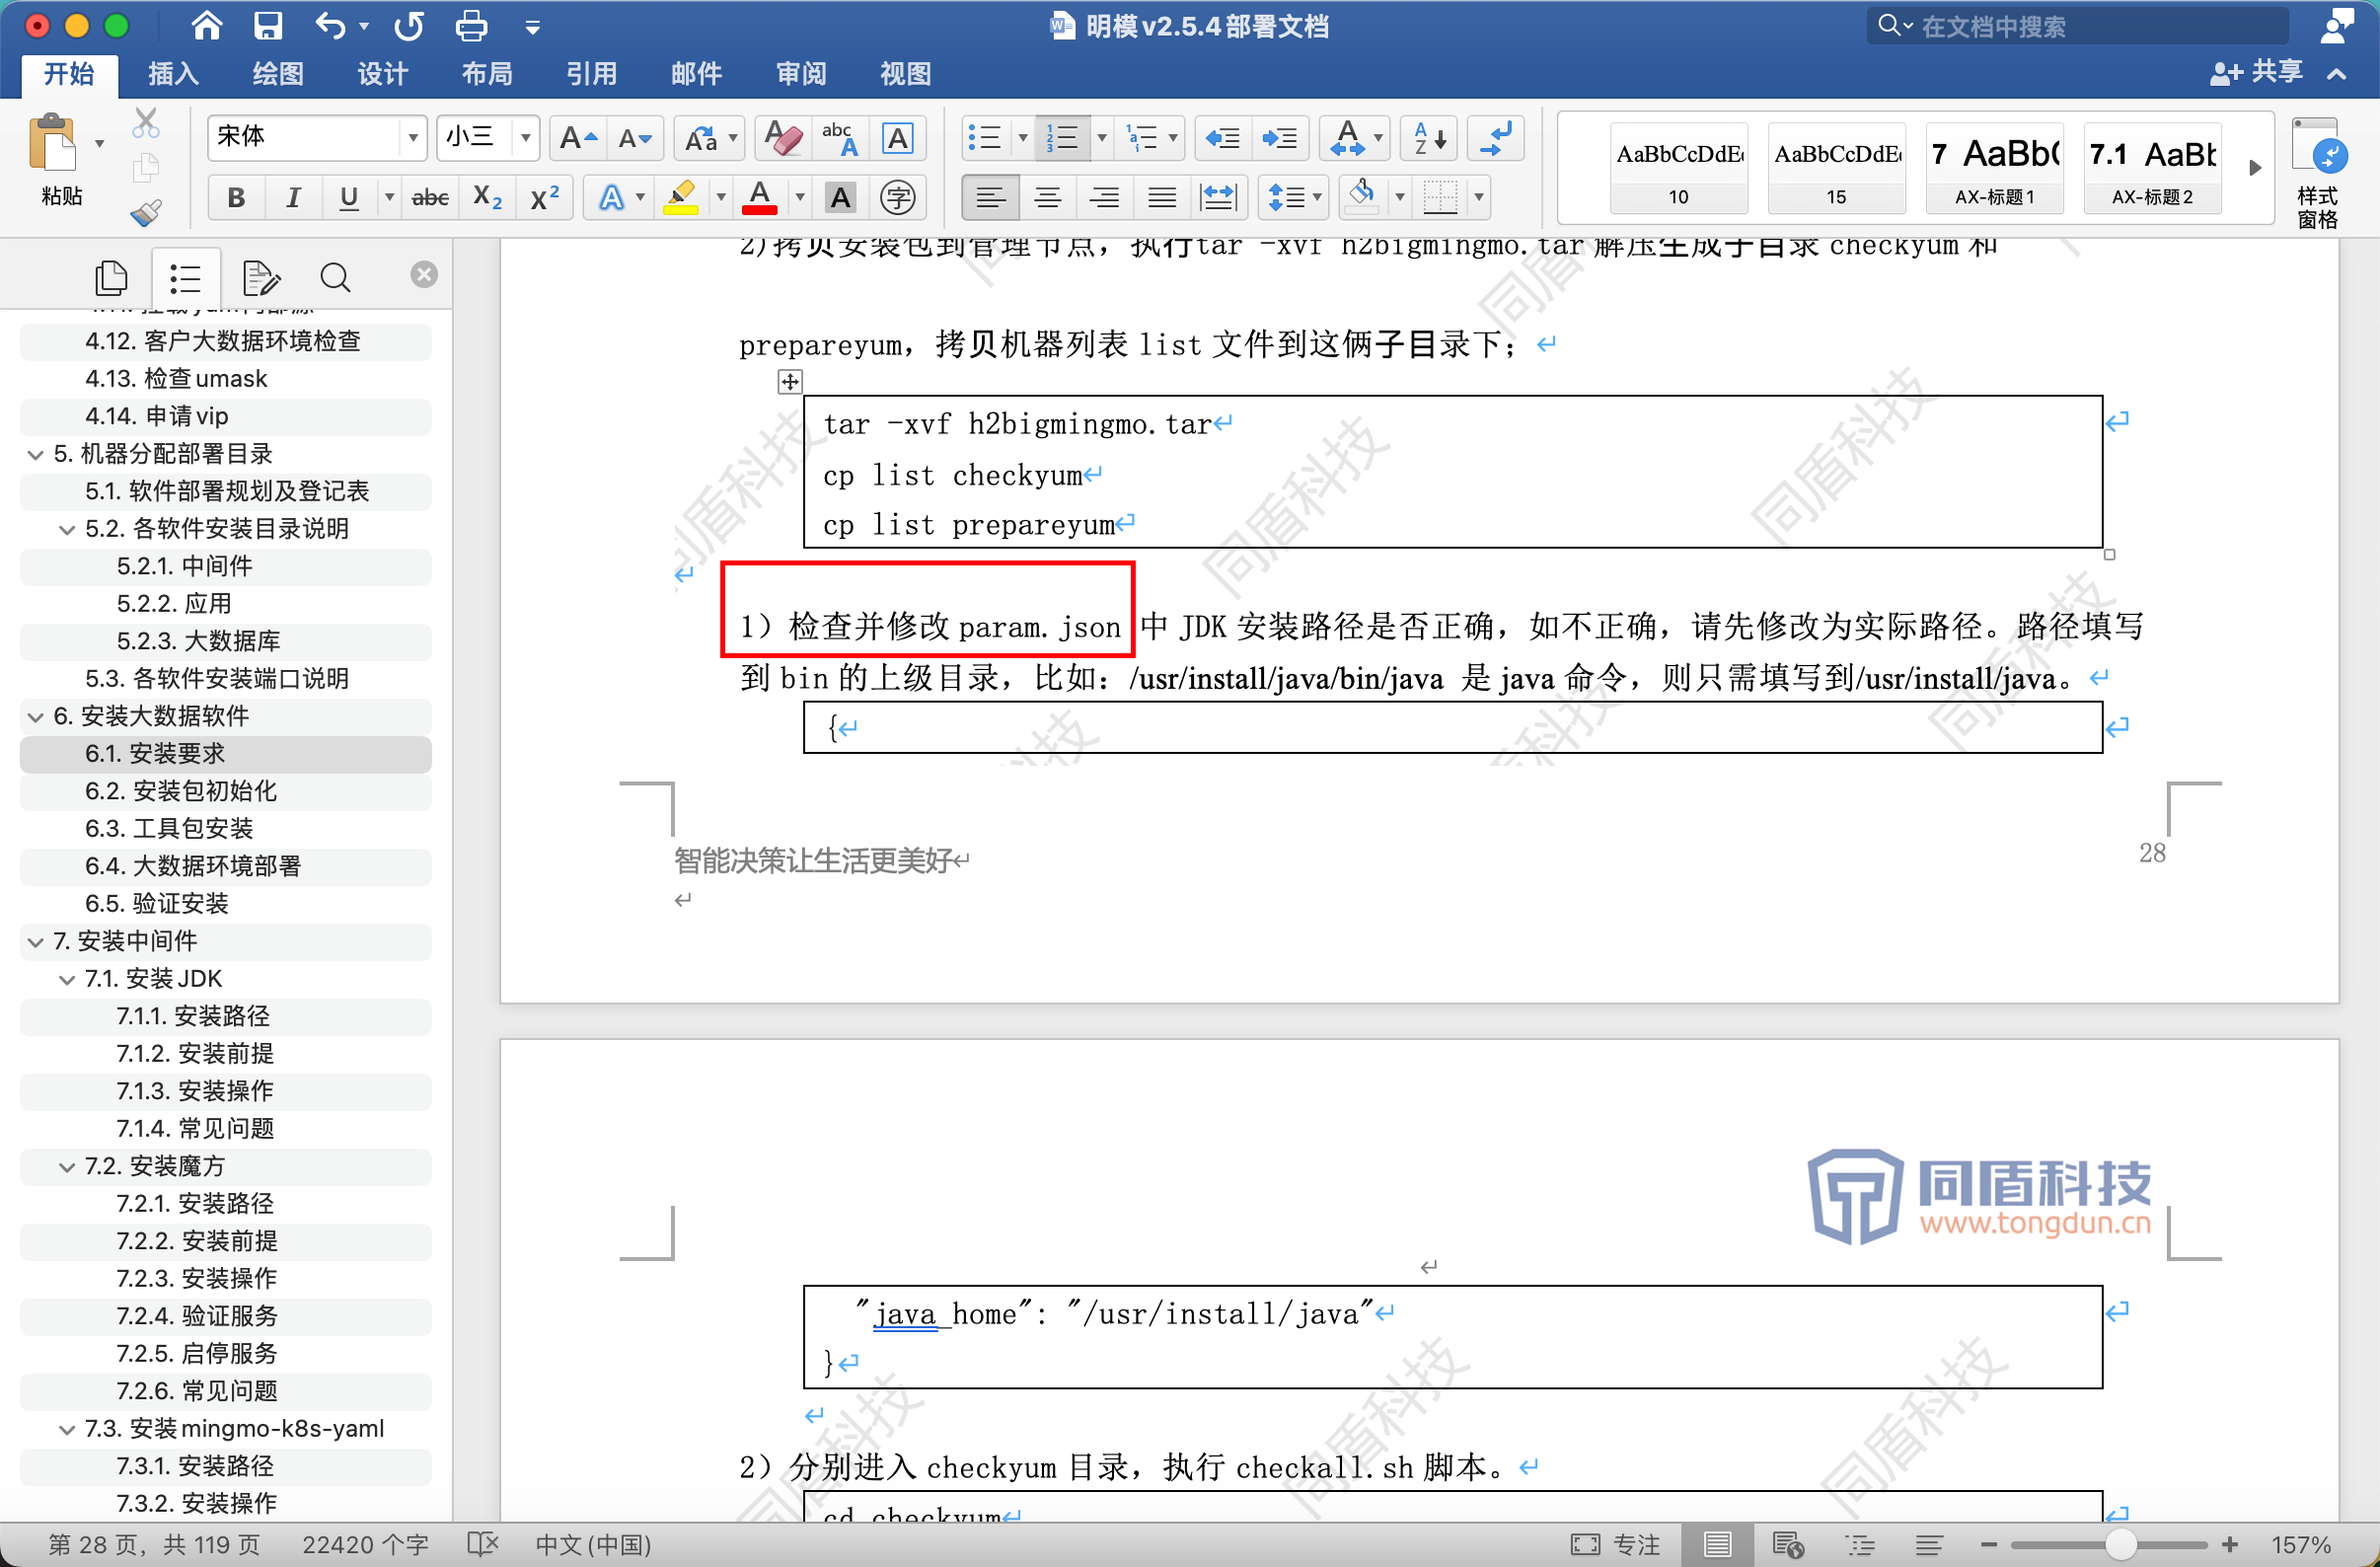 明模v2.5.4部署文档
在文档中搜索
开始 插入 绘图 设计 布局 引用 邮件 审阅 视图
共享
粘贴
宋体 小三
10
15
AX-标题 1
AX-标题 2
样式
窗格
AaBbCcDdEe
AaBbCcDdEe
7 AaBb
7.1 AaBb
4.12. 客户大数据环境检查
4.13. 检查umask
4.14. 申请vip
5. 机器分配部署目录
5.1. 软件部署规划及登记表
5.2. 各软件安装目录说明
5.2.1. 中间件
5.2.2. 应用
5.2.3. 大数据库
5.3. 各软件安装端口说明
6. 安装大数据软件
6.1. 安装要求
6.2. 安装包初始化
6.3. 工具包安装
6.4. 大数据环境部署
6.5. 验证安装
7. 安装中间件
7.1. 安装JDK
7.1.1. 安装路径
7.1.2. 安装前提
7.1.3. 安装操作
7.1.4. 常见问题
7.2. 安装魔方
7.2.1. 安装路径
7.2.2. 安装前提
7.2.3. 安装操作
7.2.4. 验证服务
7.2.5. 启停服务
7.2.6. 常见问题
7.3. 安装mingmo-k8s-yaml
7.3.1. 安装路径
7.3.2. 安装操作
2)拷贝安装包到管理节点，执行tar -xvf h2bigmingmo.tar 解压生成子目录 checkyum 和
prepareyum，拷贝机器列表 list 文件到这俩子目录下；
tar -xvf h2bigmingmo.tar
cp list checkyum
cp list prepareyum
1）检查并修改 param.json 中 JDK 安装路径是否正确，如不正确，请先修改为实际路径。路径填写
到 bin 的上级目录，比如：/usr/install/java/bin/java 是 java 命令，则只需填写到/usr/install/java。
{
智能决策让生活更美好
28
同盾科技
www.tongdun.cn
"java_home": "/usr/install/java"
}
2）分别进入 checkyum 目录，执行 checkall.sh 脚本。
cd checkyum
同盾科技
第 28 页，共 119 页 22420 个字 中文 (中国) 专注 157%